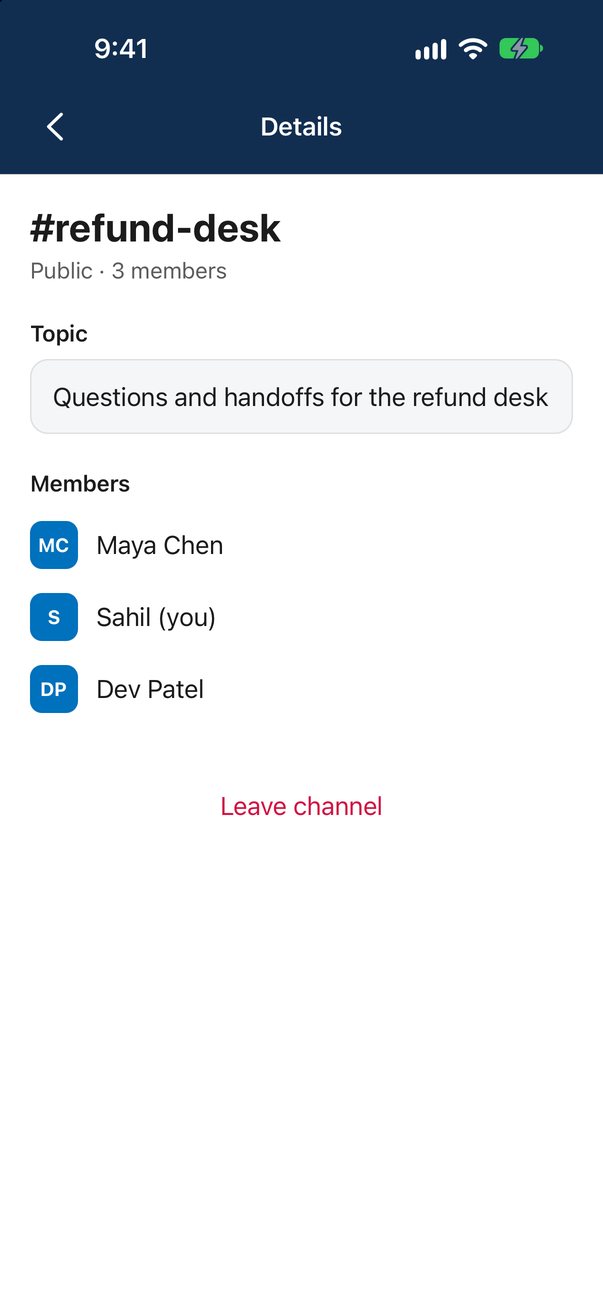 9:41
Details
#refund-desk
Public · 3 members
Topic
Questions and handoffs for the refund desk
Members
MC Maya Chen
S Sahil (you)
DP Dev Patel
Leave channel